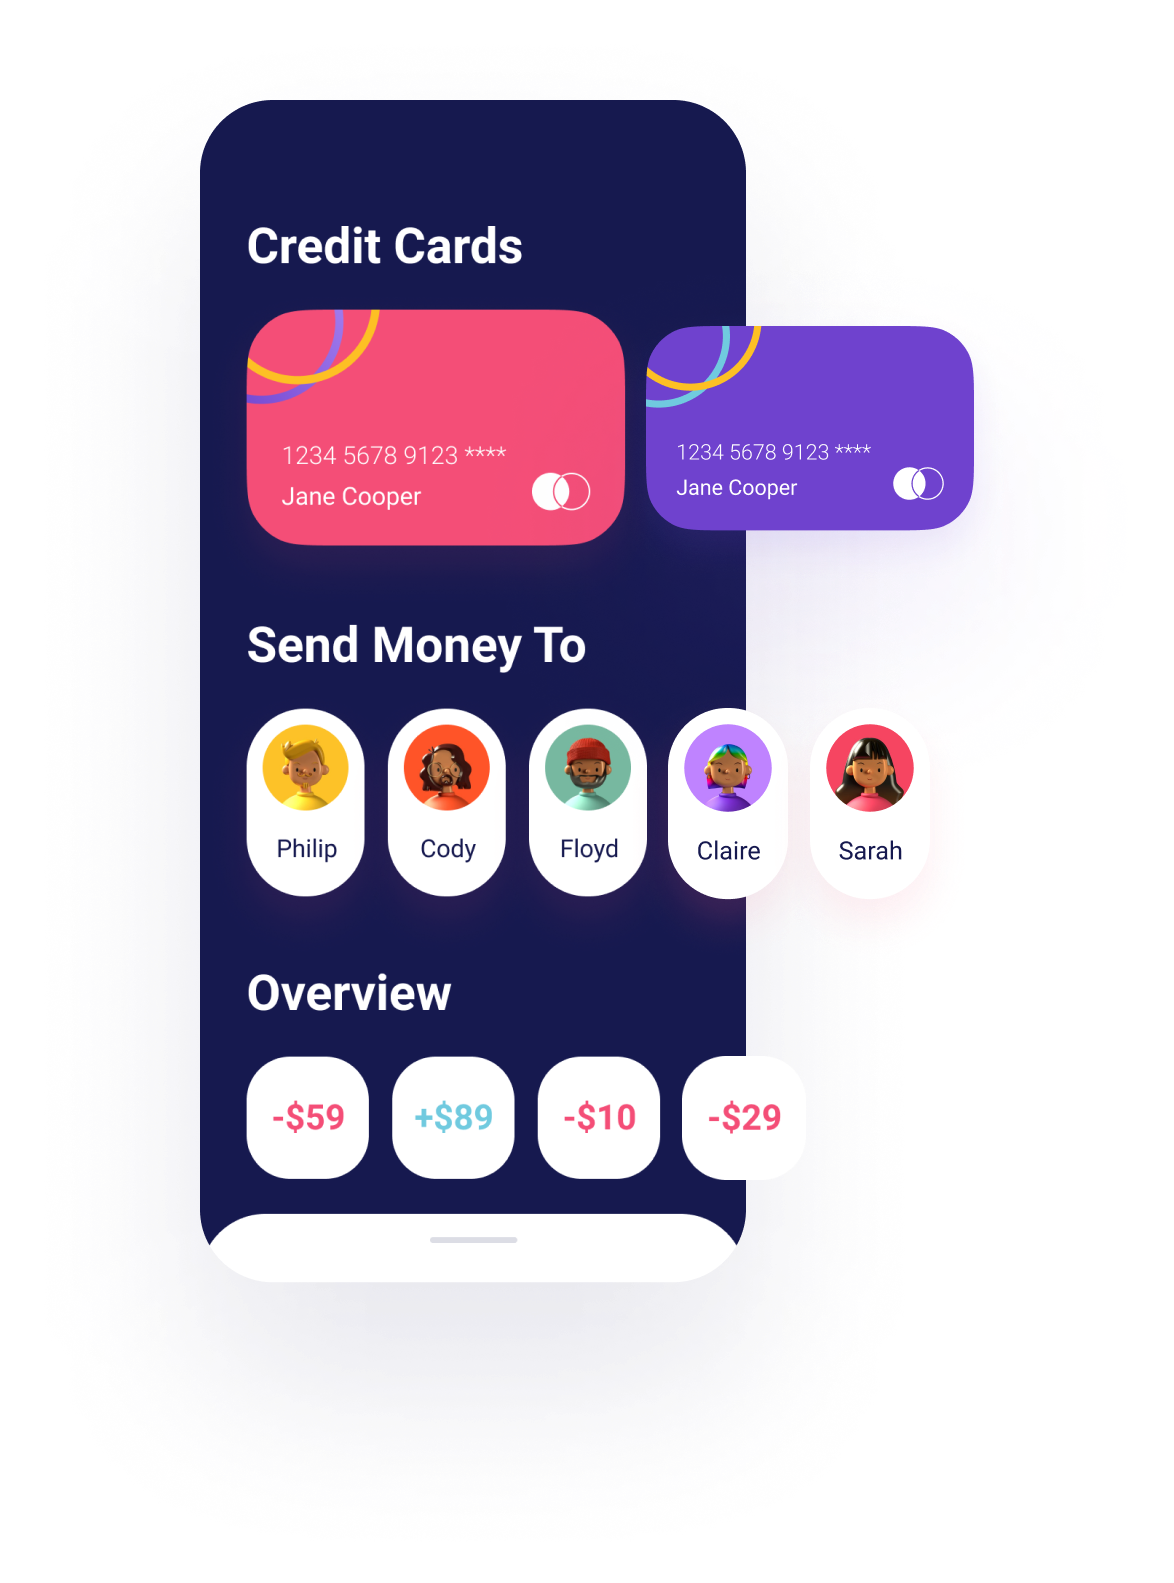 Credit Cards
1234 5678 9123 ****
Jane Cooper
1234 5678 9123 ****
Jane Cooper
Send Money To
Philip
Cody
Floyd
Claire
Sarah
Overview
-$59
+$89
-$10
-$29